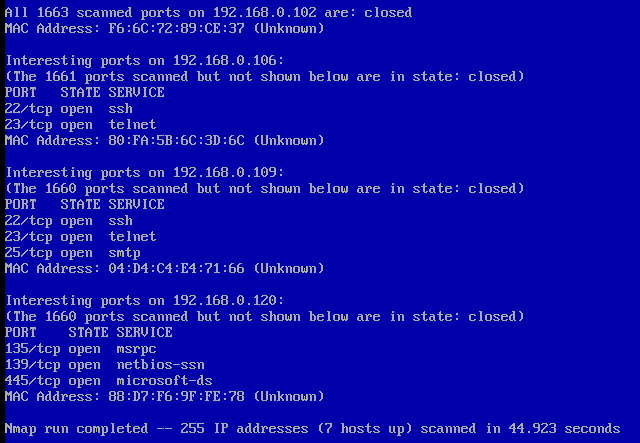 All 1663 scanned ports on 192.168.0.102 are: closed
MAC Address: F6:6C:72:89:CE:37 (Unknown)
Interesting ports on 192.168.0.106:
(The 1661 ports scanned but not shown below are in state: closed)
PORT   STATE SERVICE
22/tcp open  ssh
23/tcp open  telnet
MAC Address: 80:FA:5B:6C:3D:6C (Unknown)
Interesting ports on 192.168.0.109:
(The 1660 ports scanned but not shown below are in state: closed)
PORT   STATE SERVICE
22/tcp open  ssh
23/tcp open  telnet
25/tcp open  smtp
MAC Address: 04:D4:C4:E4:71:66 (Unknown)
Interesting ports on 192.168.0.120:
(The 1660 ports scanned but not shown below are in state: closed)
PORT    STATE SERVICE
135/tcp open  msrpc
139/tcp open  netbios-ssn
445/tcp open  microsoft-ds
MAC Address: 88:D7:F6:9F:FE:78 (Unknown)
Nmap run completed -- 255 IP addresses (7 hosts up) scanned in 44.923 seconds